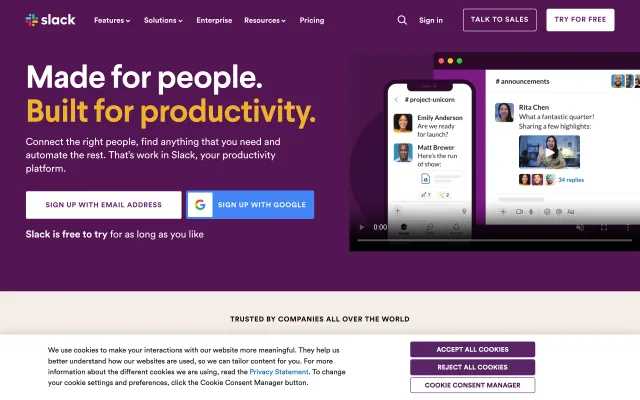 slack
Features
Solutions
Enterprise
Resources
Pricing
Sign in
TALK TO SALES
TRY FOR FREE
Made for people.
Built for productivity.
Connect the right people, find anything that you need and
automate the rest. That's work in Slack, your productivity
platform.
SIGN UP WITH EMAIL ADDRESS
G SIGN UP WITH GOOGLE
Slack is free to try for as long as you like
# project-unicorn
Emily Anderson
Are we ready
for launch?
Matt Brewer
Here's the run
of show:
# announcements
Rita Chen
What a fantastic quarter!
Sharing a few highlights:
34 replies
Aa
0:00
TRUSTED BY COMPANIES ALL OVER THE WORLD
We use cookies to make your interactions with our website more meaningful. They help us
better understand how our websites are used, so we can tailor content for you. For more
information about the different cookies we are using, read the Privacy Statement. To change
your cookie settings and preferences, click the Cookie Consent Manager button.
ACCEPT ALL COOKIES
REJECT ALL COOKIES
COOKIE CONSENT MANAGER